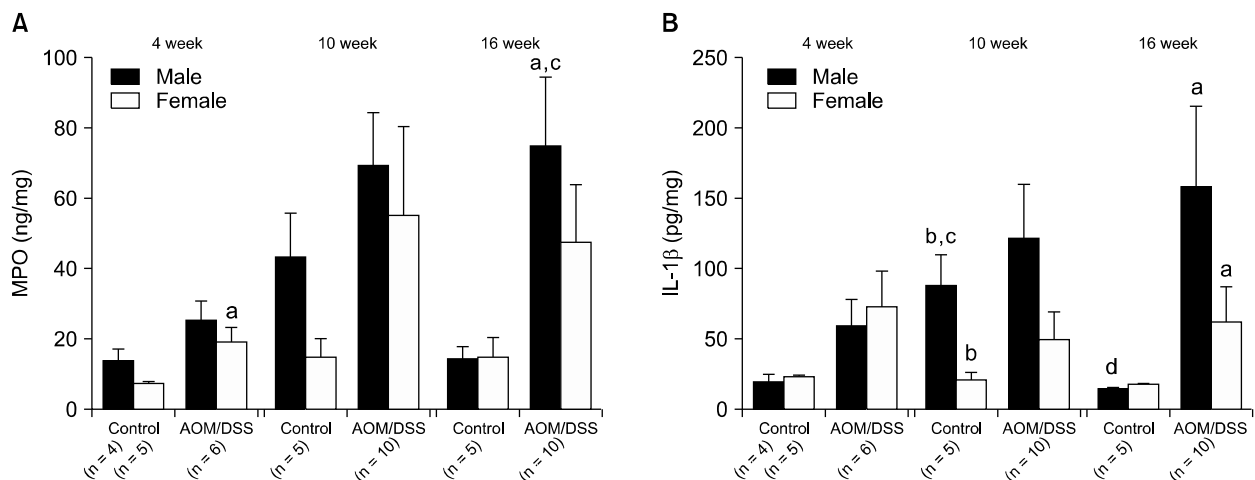 A
4 week
10 week
16 week
MPO (ng/mg)
100
80
60
40
20
0
Male
Female
a
a,c
Control
AOM/DSS
Control
AOM/DSS
Control
AOM/DSS
(n = 4)
(n = 5)
(n = 6)
(n = 5)
(n = 10)
(n = 5)
(n = 10)
B
4 week
10 week
16 week
IL-1β (pg/mg)
250
200
150
100
50
0
Male
Female
b,c
b
d
a
a
Control
AOM/DSS
Control
AOM/DSS
Control
AOM/DSS
(n = 4)
(n = 5)
(n = 6)
(n = 5)
(n = 10)
(n = 5)
(n = 10)